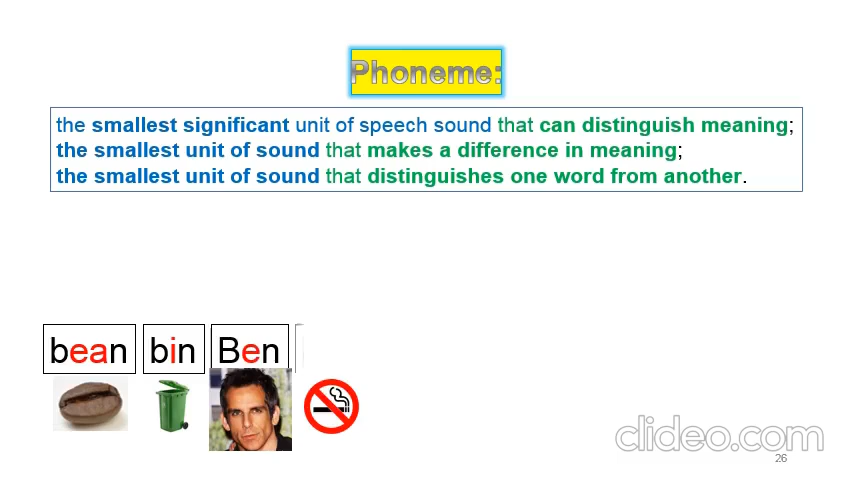 Phoneme:
the smallest significant unit of speech sound that can distinguish meaning;
the smallest unit of sound that makes a difference in meaning;
the smallest unit of sound that distinguishes one word from another.
bean bin Ben
clideo.com
26